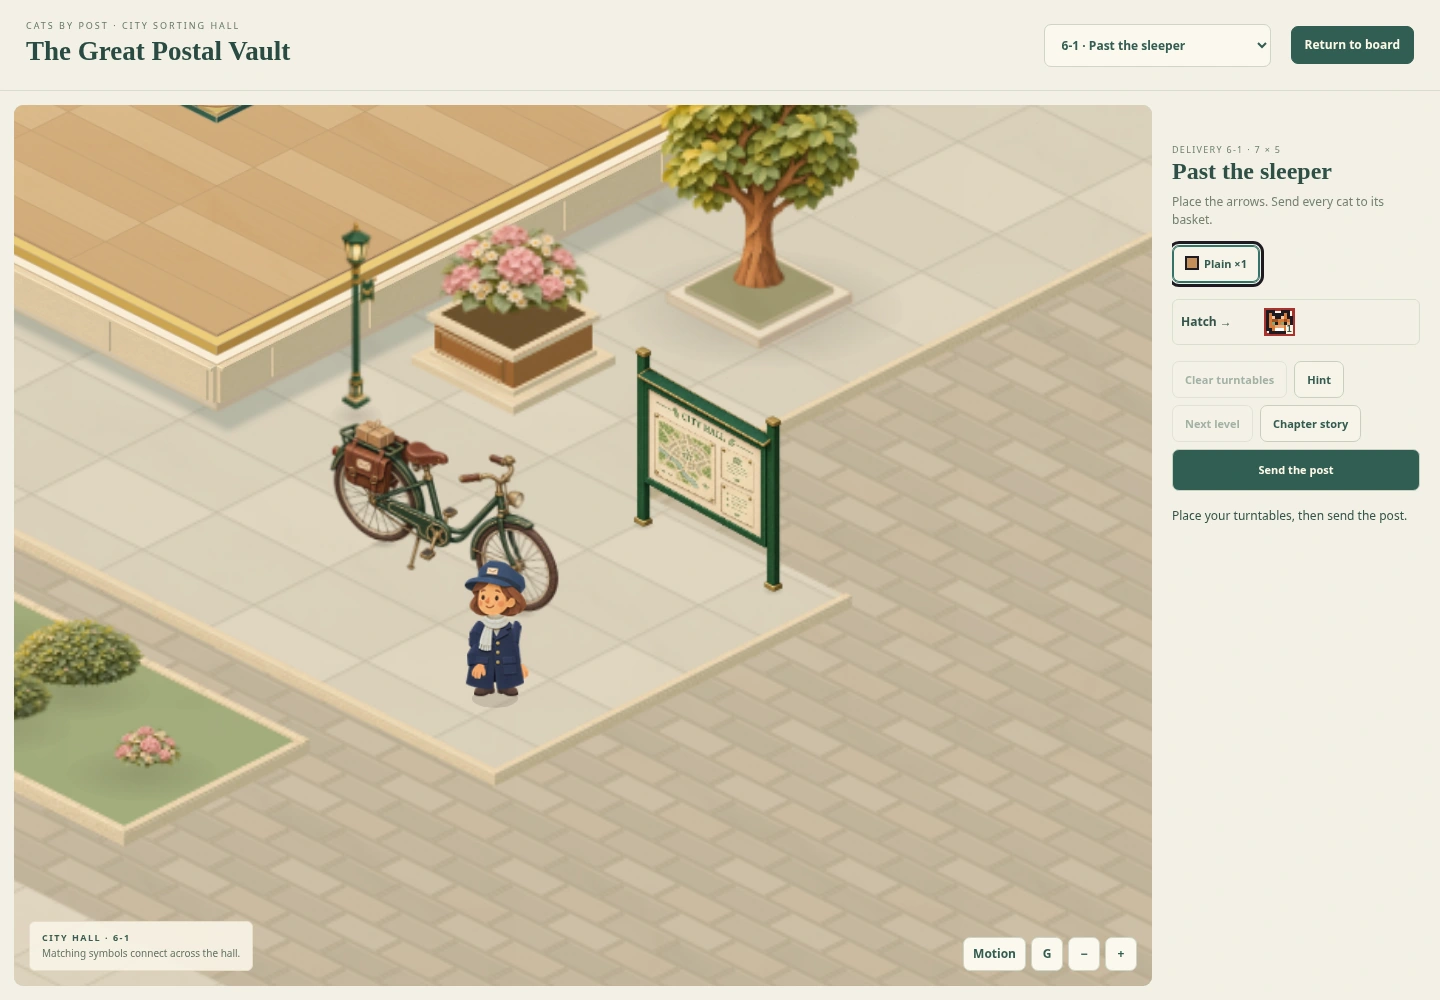 CATS BY POST · CITY SORTING HALL
The Great Postal Vault
6-1 · Past the sleeper
Return to board
DELIVERY 6-1 · 7 × 5
Past the sleeper
Place the arrows. Send every cat to its
basket.
Plain ×1
Hatch →
1
Clear turntables
Hint
Next level
Chapter story
Send the post
Place your turntables, then send the post.
CITY HALL
CITY HALL · 6-1
Matching symbols connect across the hall.
Motion
G
−
+